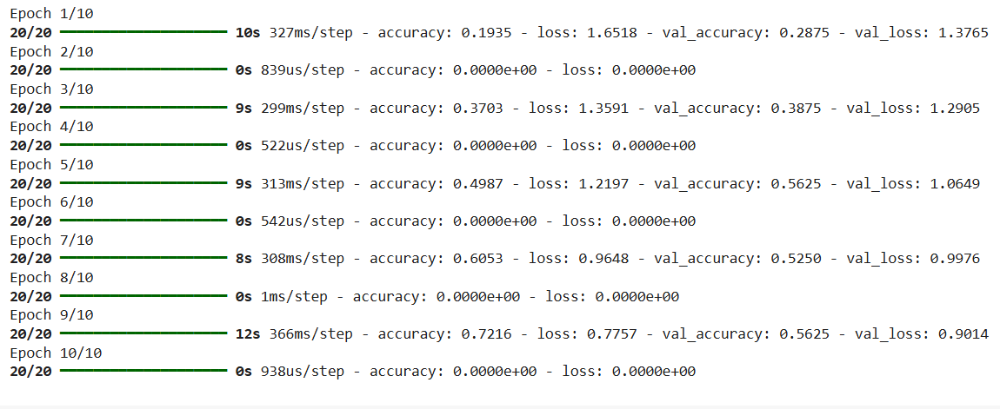 Epoch 1/10
20/20 ━━━━━━━━━━━━━━━━━━━━ 10s 327ms/step - accuracy: 0.1935 - loss: 1.6518 - val_accuracy: 0.2875 - val_loss: 1.3765
Epoch 2/10
20/20 ━━━━━━━━━━━━━━━━━━━━ 0s 839us/step - accuracy: 0.0000e+00 - loss: 0.0000e+00
Epoch 3/10
20/20 ━━━━━━━━━━━━━━━━━━━━ 9s 299ms/step - accuracy: 0.3703 - loss: 1.3591 - val_accuracy: 0.3875 - val_loss: 1.2905
Epoch 4/10
20/20 ━━━━━━━━━━━━━━━━━━━━ 0s 522us/step - accuracy: 0.0000e+00 - loss: 0.0000e+00
Epoch 5/10
20/20 ━━━━━━━━━━━━━━━━━━━━ 9s 313ms/step - accuracy: 0.4987 - loss: 1.2197 - val_accuracy: 0.5625 - val_loss: 1.0649
Epoch 6/10
20/20 ━━━━━━━━━━━━━━━━━━━━ 0s 542us/step - accuracy: 0.0000e+00 - loss: 0.0000e+00
Epoch 7/10
20/20 ━━━━━━━━━━━━━━━━━━━━ 8s 308ms/step - accuracy: 0.6053 - loss: 0.9648 - val_accuracy: 0.5250 - val_loss: 0.9976
Epoch 8/10
20/20 ━━━━━━━━━━━━━━━━━━━━ 0s 1ms/step - accuracy: 0.0000e+00 - loss: 0.0000e+00
Epoch 9/10
20/20 ━━━━━━━━━━━━━━━━━━━━ 12s 366ms/step - accuracy: 0.7216 - loss: 0.7757 - val_accuracy: 0.5625 - val_loss: 0.9014
Epoch 10/10
20/20 ━━━━━━━━━━━━━━━━━━━━ 0s 938us/step - accuracy: 0.0000e+00 - loss: 0.0000e+00